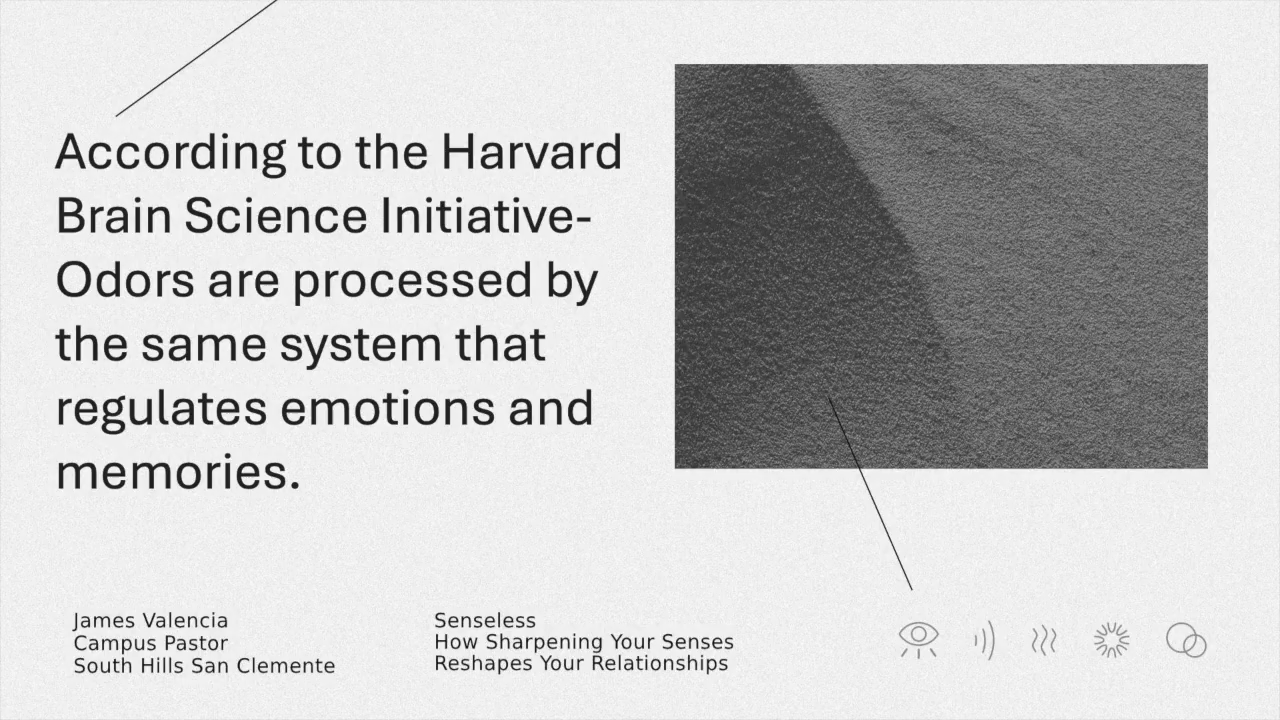 According to the Harvard
Brain Science Initiative-
Odors are processed by
the same system that
regulates emotions and
memories.
James Valencia
Campus Pastor
South Hills San Clemente
Senseless
How Sharpening Your Senses
Reshapes Your Relationships